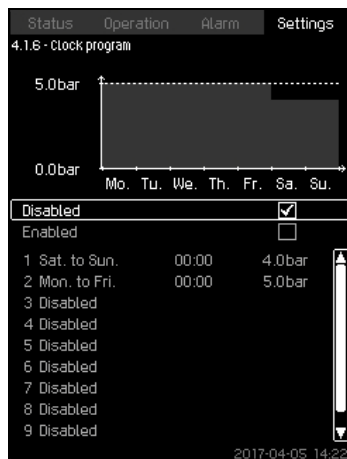 Status Operation Alarm Settings
4.1.6 - Clock program
5.0bar
0.0bar
Mo. Tu. We. Th. Fr. Sa. Su.
Disabled
Enabled
1 Sat. to Sun. 00:00 4.0bar
2 Mon. to Fri. 00:00 5.0bar
3 Disabled
4 Disabled
5 Disabled
6 Disabled
7 Disabled
8 Disabled
9 Disabled
2017-04-05 14:22